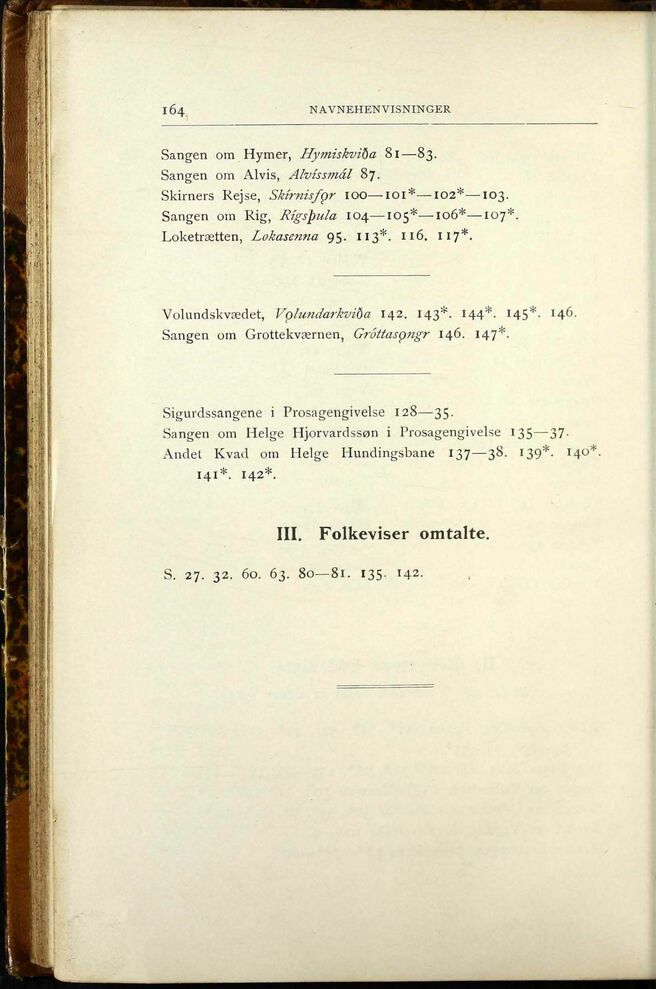 164 NAVNEHENVISNINGER
Sangen om Hymer, Hymiskviða 81—83.
Sangen om Alvis, Alvíssmál 87.
Skirners Rejse, Skírnisfǫr 100—101*—102*—103.
Sangen om Rig, Rígsþula 104—105*—106*—107*.
Loketrætten, Lokasenna 95. 113*. 116. 117*.
Volundskvædet, Vǫlundarkviða 142. 143*. 144*. 145*. 146.
Sangen om Grottekværnen, Gróttasǫngr 146. 147*.
Sigurdssangene i Prosagengivelse 128—35.
Sangen om Helge Hjorvardssøn i Prosagengivelse 135—37.
Andet Kvad om Helge Hundingsbane 137—38. 139*. 140*.
141*. 142*.
III. Folkeviser omtalte.
S. 27. 32. 60. 63. 80—81. 135. 142.